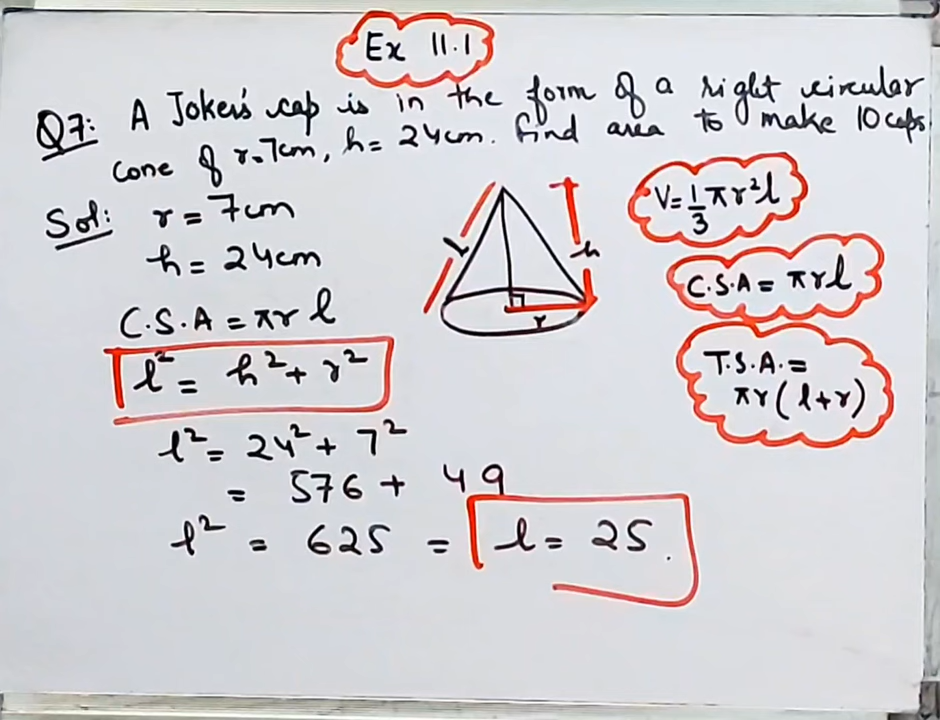 Ex 11.1
Q7: A Joker's cap is in the form of a right circular
cone of r=7cm, h= 24cm. find area to make 10 caps
Sol: r = 7cm
h = 24cm
C.S.A = πr l
l² = h² + r²
l² = 24² + 7²
= 576 + 49
l² = 625 = l = 25.
l
h
r
V= 1/3 πr²l
C.S.A = πrl
T.S.A. =
πr(l+r)